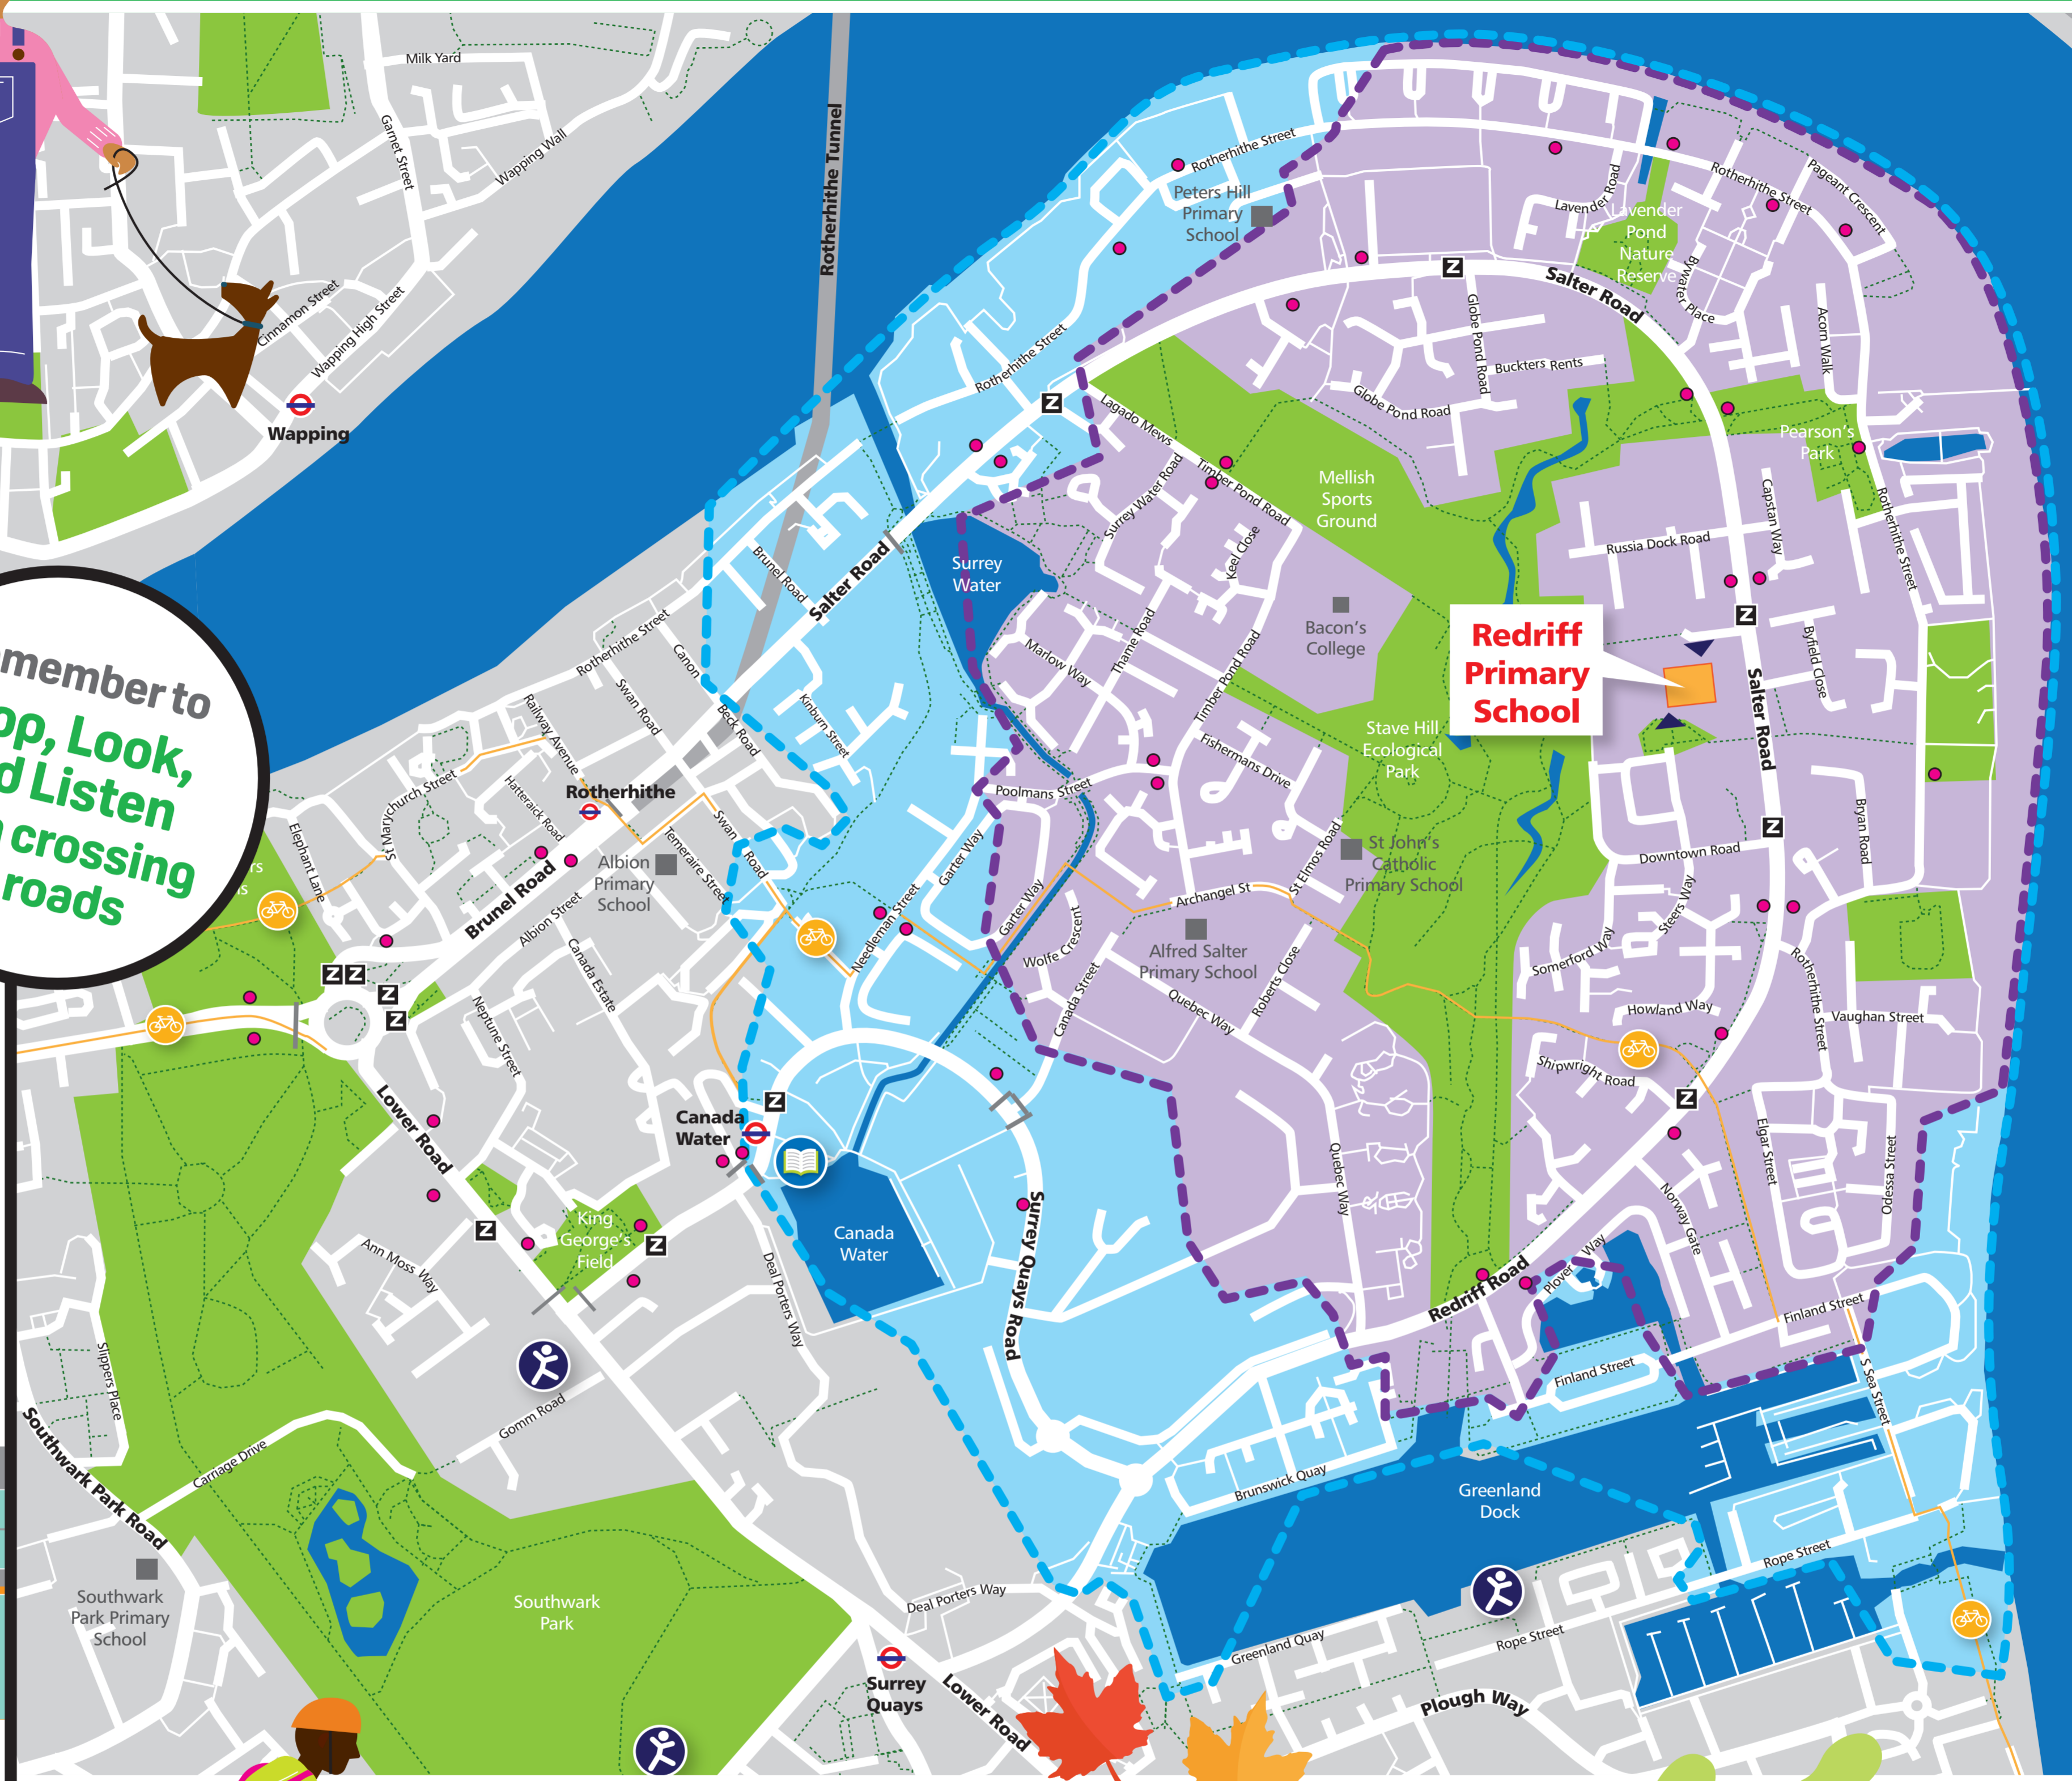 Milk Yard
Garnet Street
Wapping Wall
Cinnamon Street
Wapping High Street
Wapping
Rotherhithe Tunnel
member to
op, Look,
d Listen
crossing
roads
Rotherhithe Street
Peters Hill
Primary
School
Lavender Road
Lavender
Pond
Nature
Reserve
Rotherhithe Street
Pageant Crescent
Bywater Place
Acorn Walk
Z
Salter Road
Globe Pond Road
Buckters Rents
Globe Pond Road
Rotherhithe Street
Z
Lagado Mews
Timber Pond Road
Surrey Water Road
Keel Close
Mellish
Sports
Ground
Pearson's
Park
Capstan Way
Russia Dock Road
Rotherhithe Street
Surrey
Water
Brunel Road
Salter Road
Bacon's
College
Z
Redriff
Primary
School
Byfield Close
Salter Road
Rotherhithe Street
Canon
Beck Road
Swan Road
Railway Avenue
Kinburn Street
Marlow Way
Thame Road
Timber Pond Road
Fishermans Drive
Stave Hill
Ecological
Park
Poolmans Street
St Marychurch Street
Hatteraick Road
Rotherhithe
Elephant Lane
Temeraire Street
Swan Road
Albion
Primary
School
Brunel Road
Albion Street
Canada Estate
Neptune Street
rs
s
Garter Way
Needleman Street
Garter Way
Wolfe Crescent
Archangel St
St Elmos Road
St John's
Catholic
Primary School
Alfred Salter
Primary School
Canada Street
Quebec Way
Roberts Close
Z
Downtown Road
Bryan Road
Steers Way
Somerford Way
Howland Way
Rotherhithe Street
Vaughan Street
Shipwright Road
Z
Elgar Street
Odessa Street
Norway Gate
Z Z
Z
Z
Lower Road
Z
Canada
Water
Z
King
George's
Field
Z
Ann Moss Way
Canada
Water
Surrey Quays Road
Quebec Way
Redriff Road
Plover Way
Finland Street
Finland Street
S Sea Street
Deal Porters Way
Slippers Place
Gomm Road
Southwark Park Road
Carriage Drive
Brunswick Quay
Greenland
Dock
Rope Street
Southwark
Park Primary
School
Southwark
Park
Deal Porters Way
Surrey
Quays
Lower Road
Greenland Quay
Rope Street
Plough Way